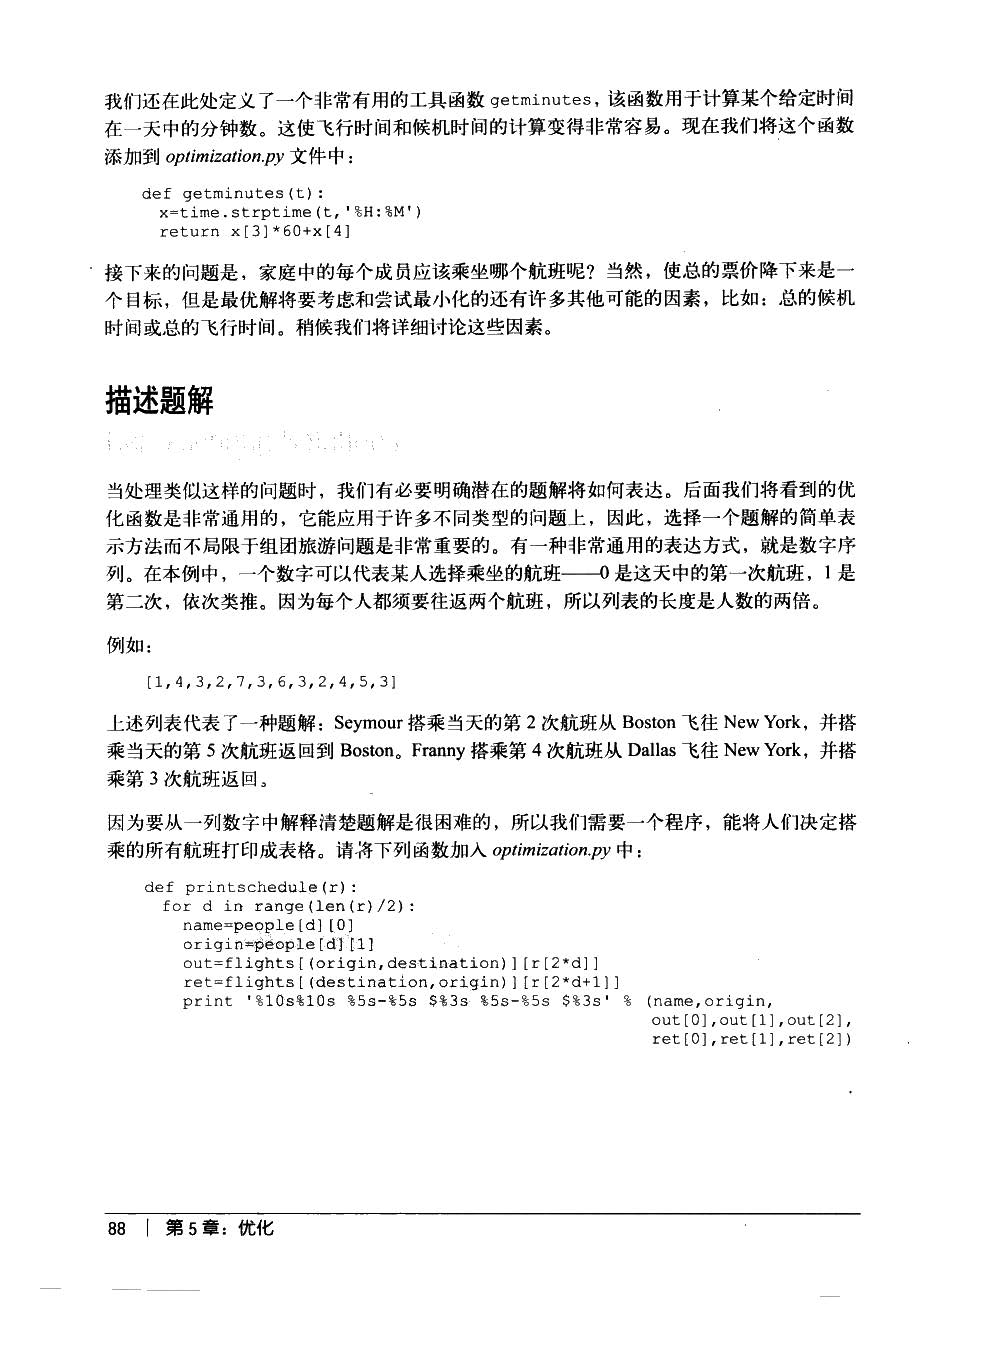 我们还在此处定义了一个非常有用的工具函数 getminutes，该函数用于计算某个给定时间
在一天中的分钟数。这使飞行时间和候机时间的计算变得非常容易。现在我们将这个函数
添加到 optimization.py 文件中：
def getminutes(t):
x=time.strptime(t,'%H:%M')
return x[3]*60+x[4]
接下来的问题是，家庭中的每个成员应该乘坐哪个航班呢？当然，使总的票价降下来是一
个目标，但是最优解将要考虑和尝试最小化的还有许多其他可能的因素，比如：总的候机
时间或总的飞行时间。稍候我们将详细讨论这些因素。
描述题解
当处理类似这样的问题时，我们有必要明确潜在的题解将如何表达。后面我们将看到的优
化函数是非常通用的，它能应用于许多不同类型的问题上，因此，选择一个题解的简单表
示方法而不局限于组团旅游问题是非常重要的。有一种非常通用的表达方式，就是数字序
列。在本例中，一个数字可以代表某人选择乘坐的航班——0 是这天中的第一次航班，1 是
第二次，依次类推。因为每个人都须要往返两个航班，所以列表的长度是人数的两倍。
例如：
[1,4,3,2,7,3,6,3,2,4,5,3]
上述列表代表了一种题解：Seymour 搭乘当天的第 2 次航班从 Boston 飞往 New York，并搭
乘当天的第 5 次航班返回到 Boston。Franny 搭乘第 4 次航班从 Dallas 飞往 New York，并搭
乘第 3 次航班返回。
因为要从一列数字中解释清楚题解是很困难的，所以我们需要一个程序，能将人们决定搭
乘的所有航班打印成表格。请将下列函数加入 optimization.py 中：
def printschedule(r):
for d in range(len(r)/2):
name=people[d][0]
origin=people[d][1]
out=flights[(origin,destination)][r[2*d]]
ret=flights[(destination,origin)][r[2*d+1]]
print '%10s%10s %5s-%5s $%3s %5s-%5s $%3s' % (name,origin,
out[0],out[1],out[2],
ret[0],ret[1],ret[2])
88 | 第 5 章：优化